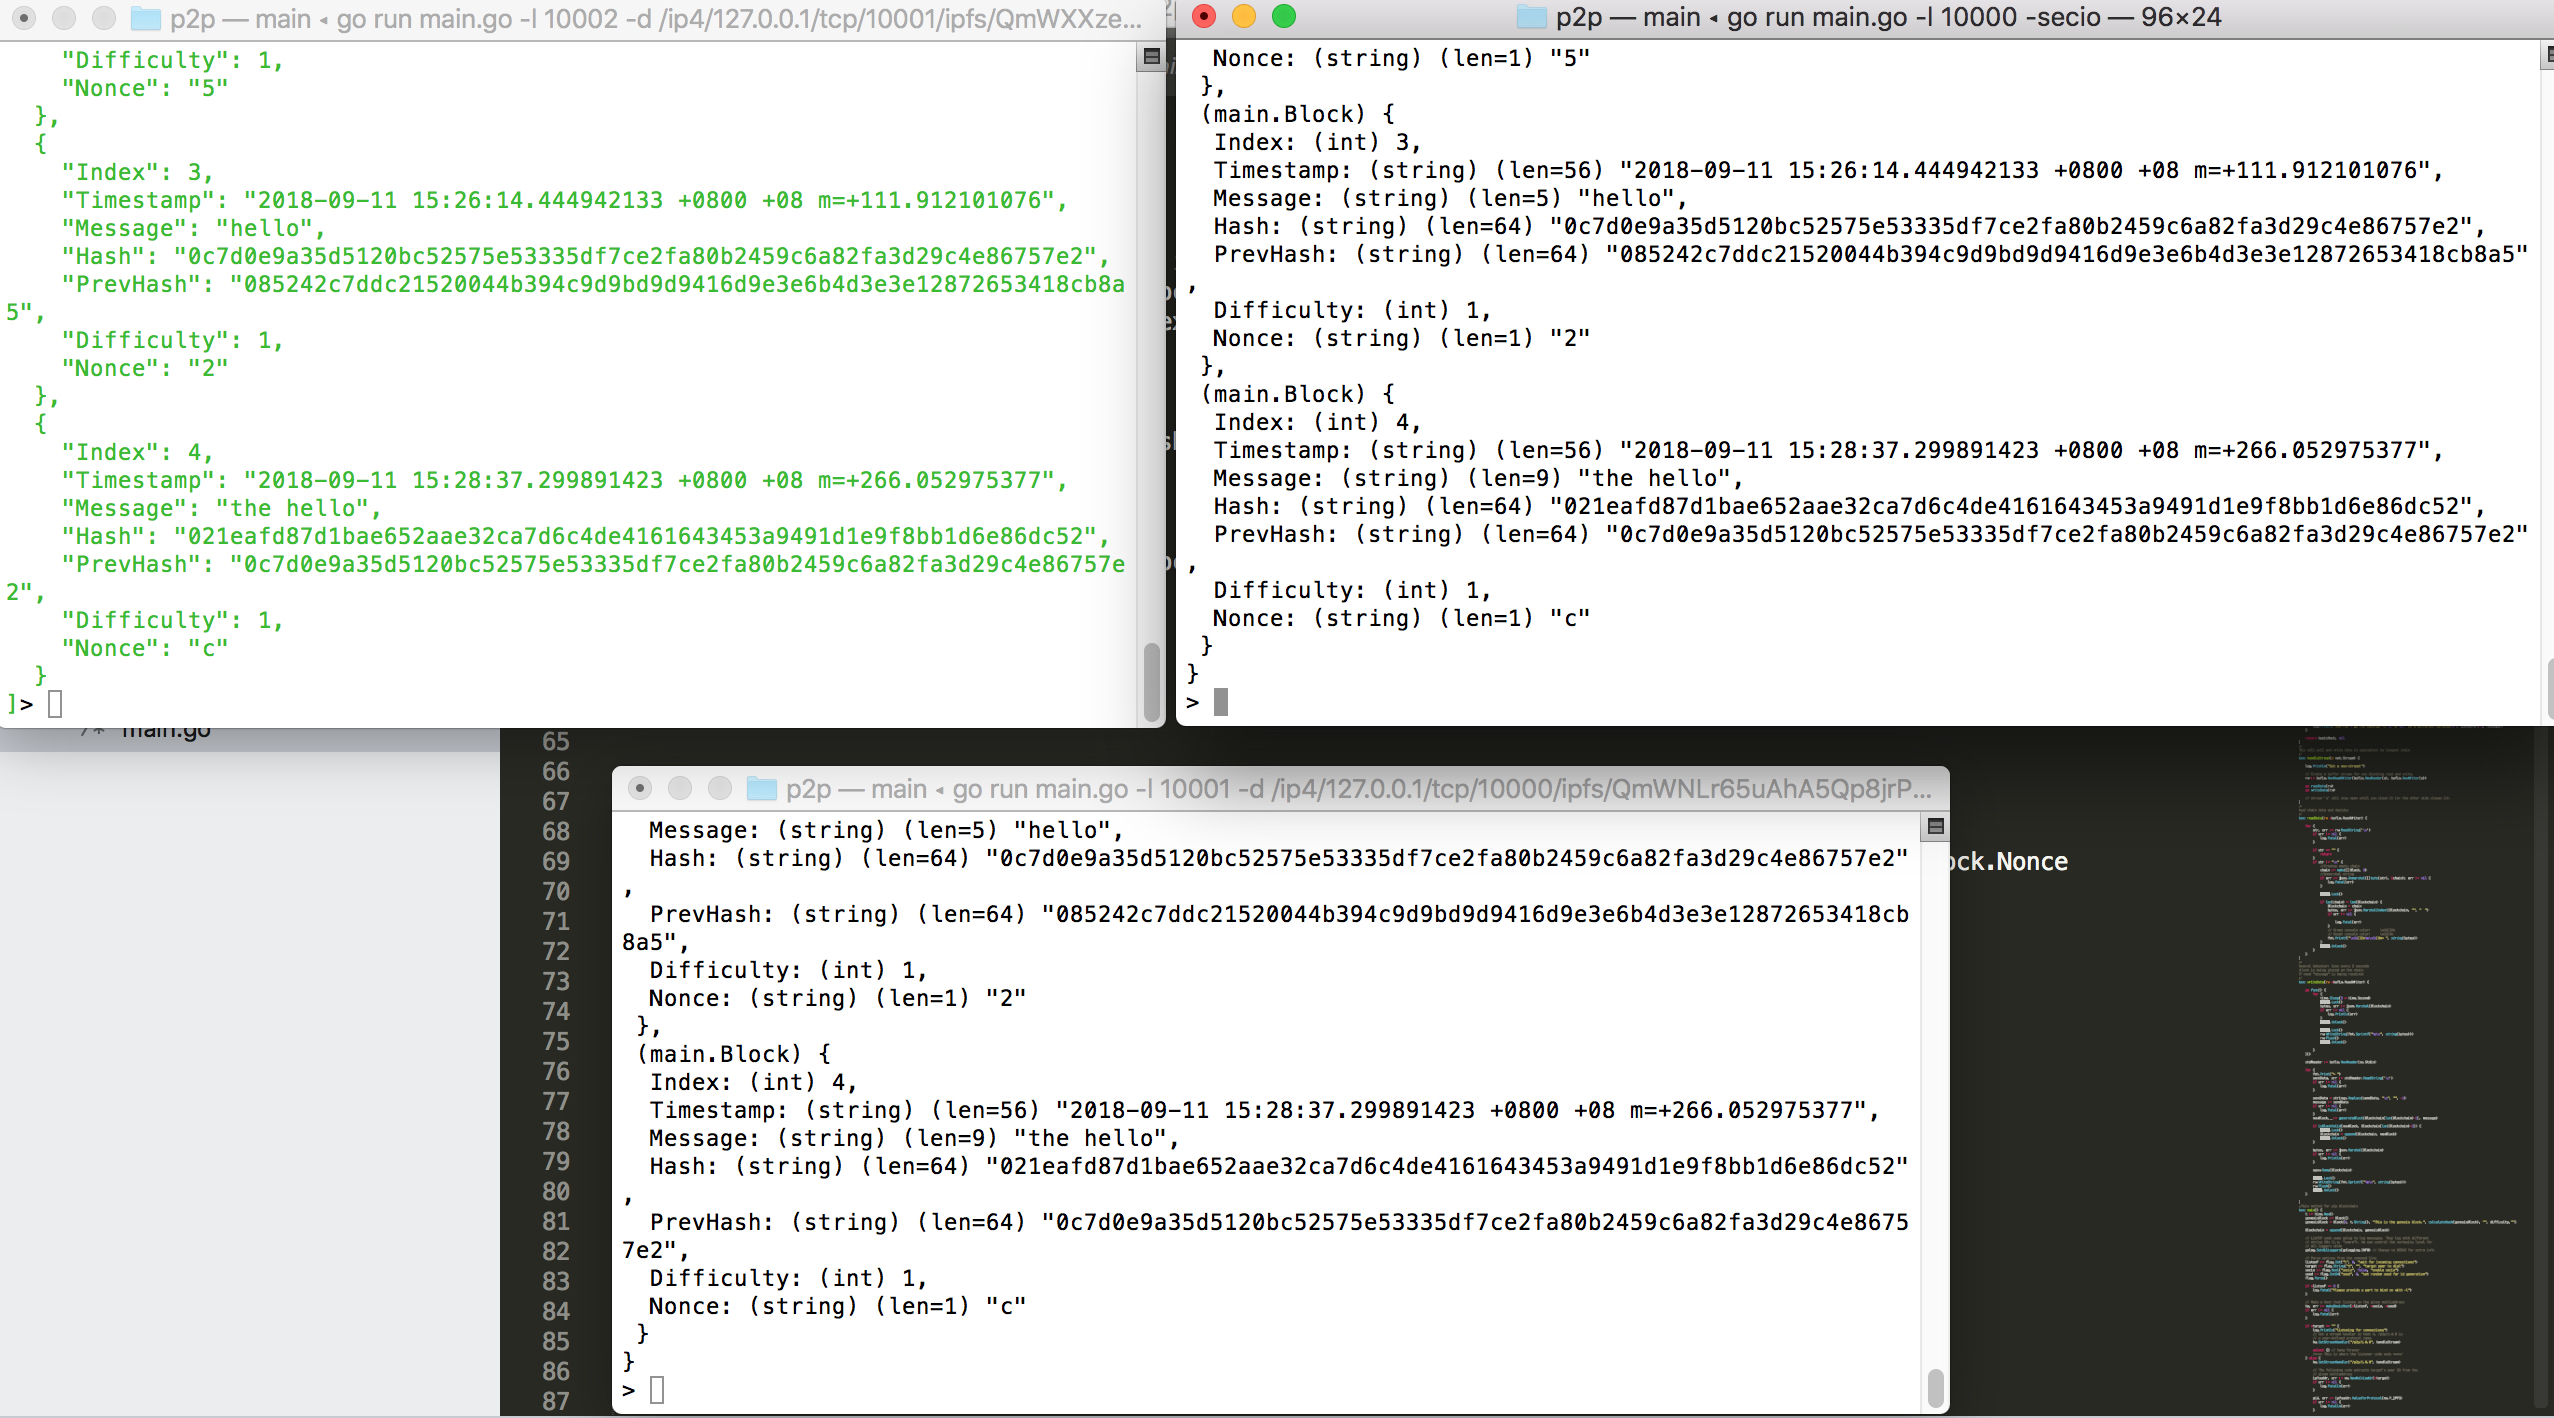 p2p — main ◂ go run main.go -l 10002 -d /ip4/127.0.0.1/tcp/10001/ipfs/QmWXXze...
"Difficulty": 1,
"Nonce": "5"
},
{
"Index": 3,
"Timestamp": "2018-09-11 15:26:14.444942133 +0800 +08 m=+111.912101076",
"Message": "hello",
"Hash": "0c7d0e9a35d5120bc52575e53335df7ce2fa80b2459c6a82fa3d29c4e86757e2",
"PrevHash": "085242c7ddc21520044b394c9d9bd9d9416d9e3e6b4d3e3e12872653418cb8a
5",
"Difficulty": 1,
"Nonce": "2"
},
{
"Index": 4,
"Timestamp": "2018-09-11 15:28:37.299891423 +0800 +08 m=+266.052975377",
"Message": "the hello",
"Hash": "021eafd87d1bae652aae32ca7d6c4de4161643453a9491d1e9f8bb1d6e86dc52",
"PrevHash": "0c7d0e9a35d5120bc52575e53335df7ce2fa80b2459c6a82fa3d29c4e86757e
2",
"Difficulty": 1,
"Nonce": "c"
}
]>
p2p — main ◂ go run main.go -l 10000 -secio — 96×24
Nonce: (string) (len=1) "5"
},
(main.Block) {
Index: (int) 3,
Timestamp: (string) (len=56) "2018-09-11 15:26:14.444942133 +0800 +08 m=+111.912101076",
Message: (string) (len=5) "hello",
Hash: (string) (len=64) "0c7d0e9a35d5120bc52575e53335df7ce2fa80b2459c6a82fa3d29c4e86757e2",
PrevHash: (string) (len=64) "085242c7ddc21520044b394c9d9bd9d9416d9e3e6b4d3e3e12872653418cb8a5"
,
Difficulty: (int) 1,
Nonce: (string) (len=1) "2"
},
(main.Block) {
Index: (int) 4,
Timestamp: (string) (len=56) "2018-09-11 15:28:37.299891423 +0800 +08 m=+266.052975377",
Message: (string) (len=9) "the hello",
Hash: (string) (len=64) "021eafd87d1bae652aae32ca7d6c4de4161643453a9491d1e9f8bb1d6e86dc52",
PrevHash: (string) (len=64) "0c7d0e9a35d5120bc52575e53335df7ce2fa80b2459c6a82fa3d29c4e86757e2"
,
Difficulty: (int) 1,
Nonce: (string) (len=1) "c"
}
}
>
/* main.go
65
66
67
68
69
70
71
72
73
74
75
76
77
78
79
80
81
82
83
84
85
86
87
p2p — main ◂ go run main.go -l 10001 -d /ip4/127.0.0.1/tcp/10000/ipfs/QmWNLr65uAhA5Qp8jrP...
Message: (string) (len=5) "hello",
Hash: (string) (len=64) "0c7d0e9a35d5120bc52575e53335df7ce2fa80b2459c6a82fa3d29c4e86757e2"
,
PrevHash: (string) (len=64) "085242c7ddc21520044b394c9d9bd9d9416d9e3e6b4d3e3e12872653418cb
8a5",
Difficulty: (int) 1,
Nonce: (string) (len=1) "2"
},
(main.Block) {
Index: (int) 4,
Timestamp: (string) (len=56) "2018-09-11 15:28:37.299891423 +0800 +08 m=+266.052975377",
Message: (string) (len=9) "the hello",
Hash: (string) (len=64) "021eafd87d1bae652aae32ca7d6c4de4161643453a9491d1e9f8bb1d6e86dc52"
,
PrevHash: (string) (len=64) "0c7d0e9a35d5120bc52575e53335df7ce2fa80b2459c6a82fa3d29c4e8675
7e2",
Difficulty: (int) 1,
Nonce: (string) (len=1) "c"
}
}
>
ock.Nonce